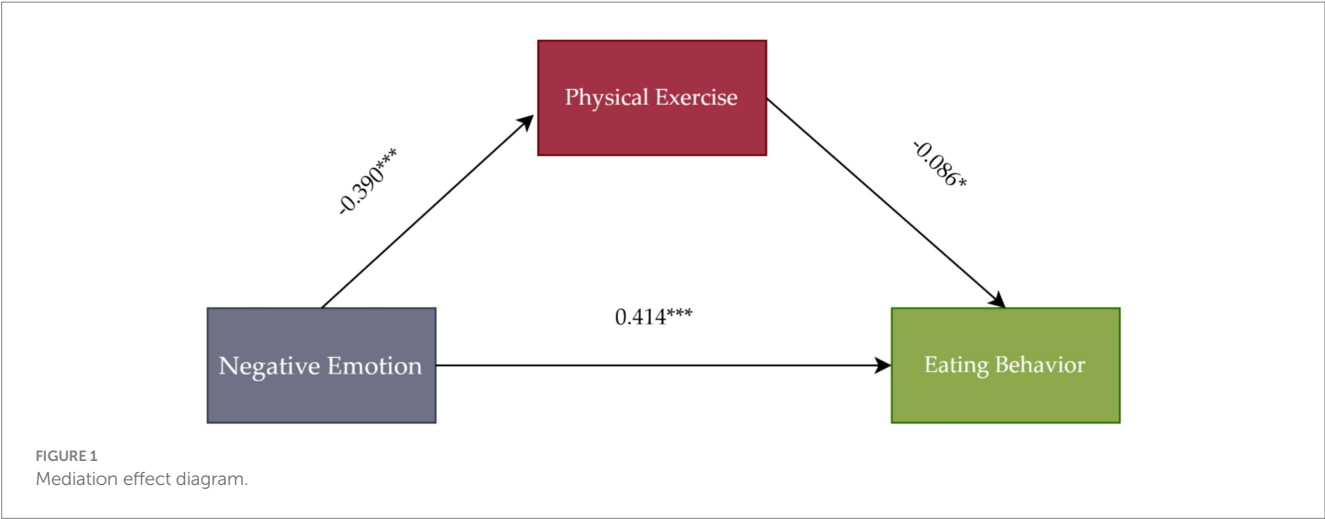 Physical Exercise
-0.390***
-0.086*
0.414***
Negative Emotion
Eating Behavior
FIGURE 1
Mediation effect diagram.